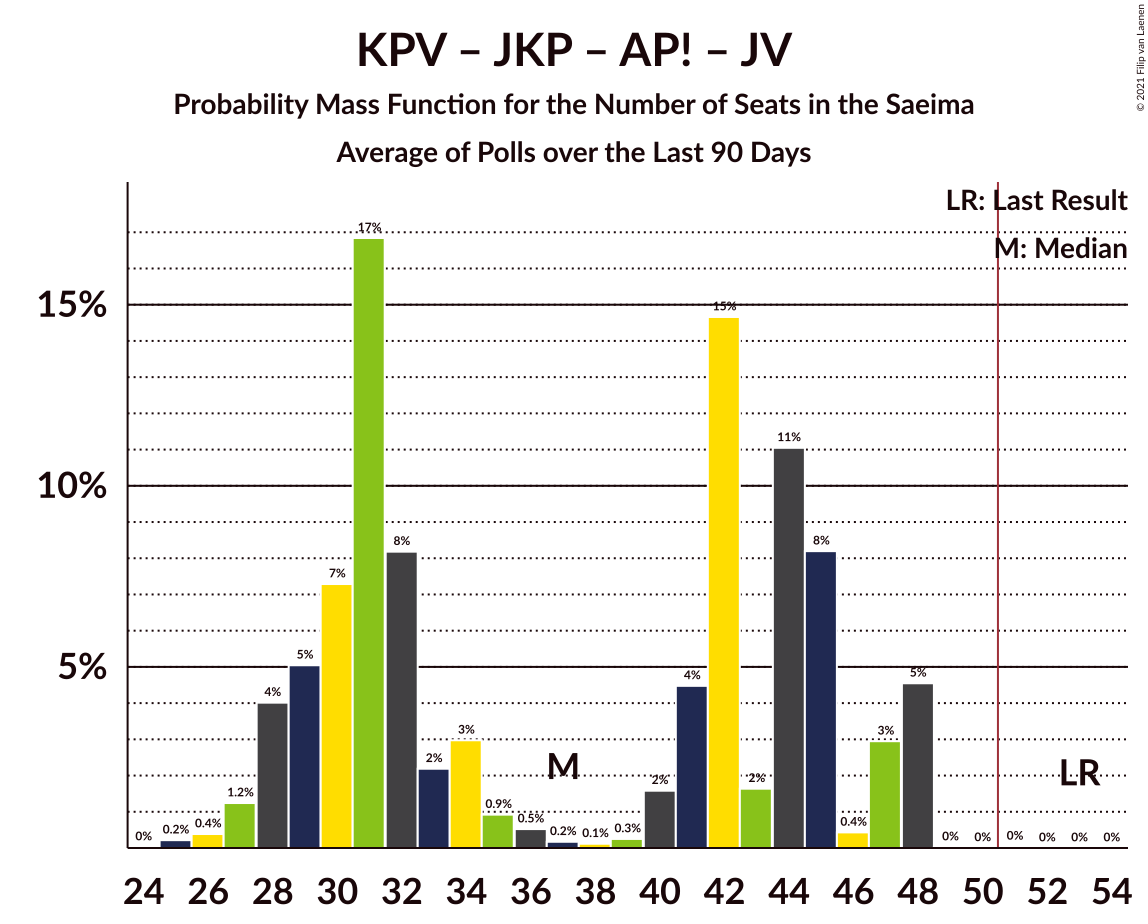 KPV – JKP – AP! – JV
Probability Mass Function for the Number of Seats in the Saeima
Average of Polls over the Last 90 Days
© 2021 Filip van Laenen
LR: Last Result
M: Median
15%
10%
5%
0% 0.2% 0.4% 1.2% 4% 5% 7% 17% 8% 2% 3% 0.9% 0.5% 0.2% 0.1% 0.3% 2% 4% 15% 2% 11% 8% 0.4% 3% 5% 0% 0% 0% 0% 0% 0%
M
LR
24 26 28 30 32 34 36 38 40 42 44 46 48 50 52 54